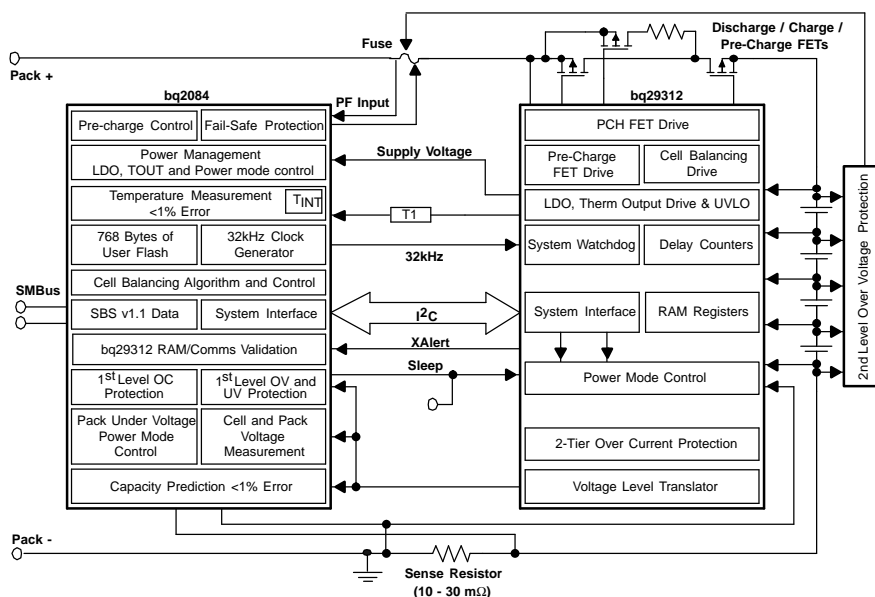 Discharge / Charge /
Pre-Charge FETs
Fuse
Pack +
bq2084
PF Input
bq29312
Pre-charge Control
Fail-Safe Protection
Power Management
LDO, TOUT and Power mode control
Temperature Measurement
<1% Error
TINT
768 Bytes of
User Flash
32kHz Clock
Generator
Cell Balancing Algorithm and Control
SBS v1.1 Data
System Interface
bq29312 RAM/Comms Validation
1st Level OC
Protection
1st Level OV and
UV Protection
Pack Under Voltage
Power Mode
Control
Cell and Pack
Voltage
Measurement
Capacity Prediction <1% Error
SMBus
Supply Voltage
T1
32kHz
I2C
XAlert
Sleep
PCH FET Drive
Pre-Charge
FET Drive
Cell Balancing
Drive
LDO, Therm Output Drive & UVLO
System Watchdog
Delay Counters
System Interface
RAM Registers
Power Mode Control
2-Tier Over Current Protection
Voltage Level Translator
2nd Level Over Voltage Protection
Pack -
Sense Resistor
(10 - 30 mΩ)